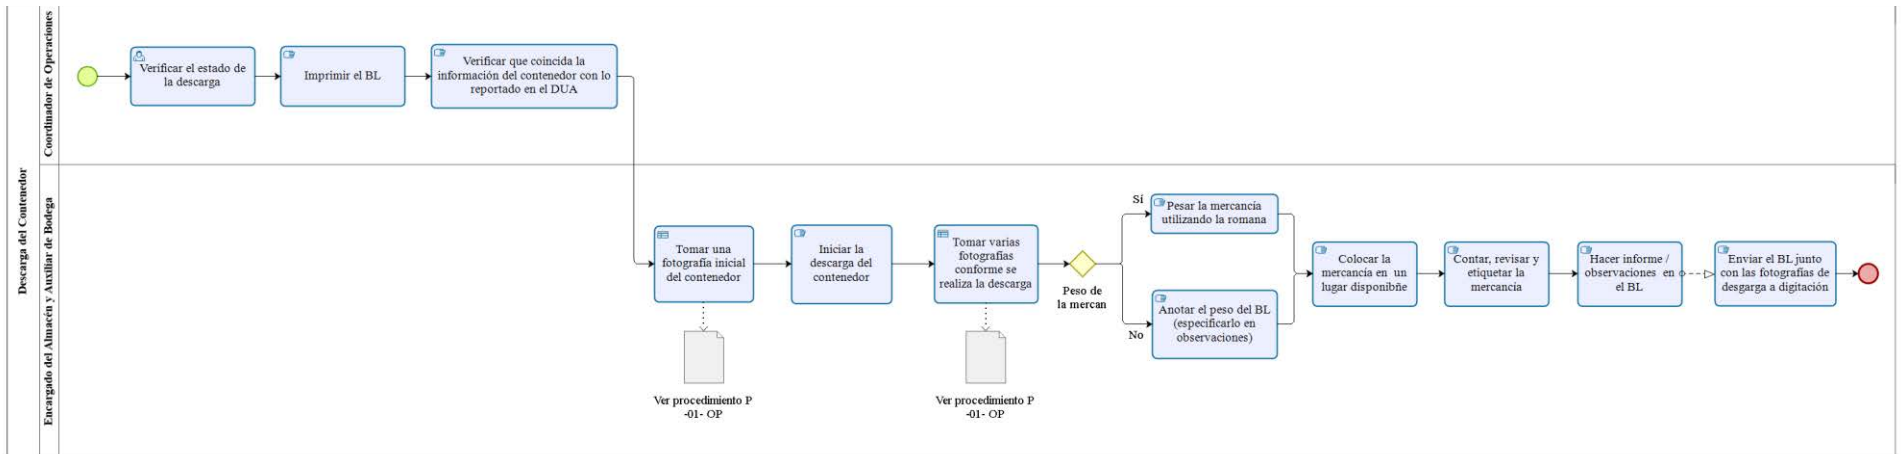 Descarga del Contenedor
Coordinador de Operaciones
Verificar el estado de
la descarga
Imprimir el BL
Verificar que coincida la
información del contenedor con lo
reportado en el DUA
Encargado del Almacén y Auxiliar de Bodega
Tomar una
fotografía inicial
del contenedor
Ver procedimiento P
-01- OP
Iniciar la
descarga del
contenedor
Tomar varias
fotografías
conforme se
realiza la descarga
Ver procedimiento P
-01- OP
Peso de
la mercan
Sí
Pesar la mercancía
utilizando la romana
No
Anotar el peso del BL
(especificarlo en
observaciones)
Colocar la
mercancía en un
lugar disponibñe
Contar, revisar y
etiquetar la
mercancía
Hacer informe /
observaciones en
el BL
Enviar el BL junto
con las fotografías de
desgarga a digitación